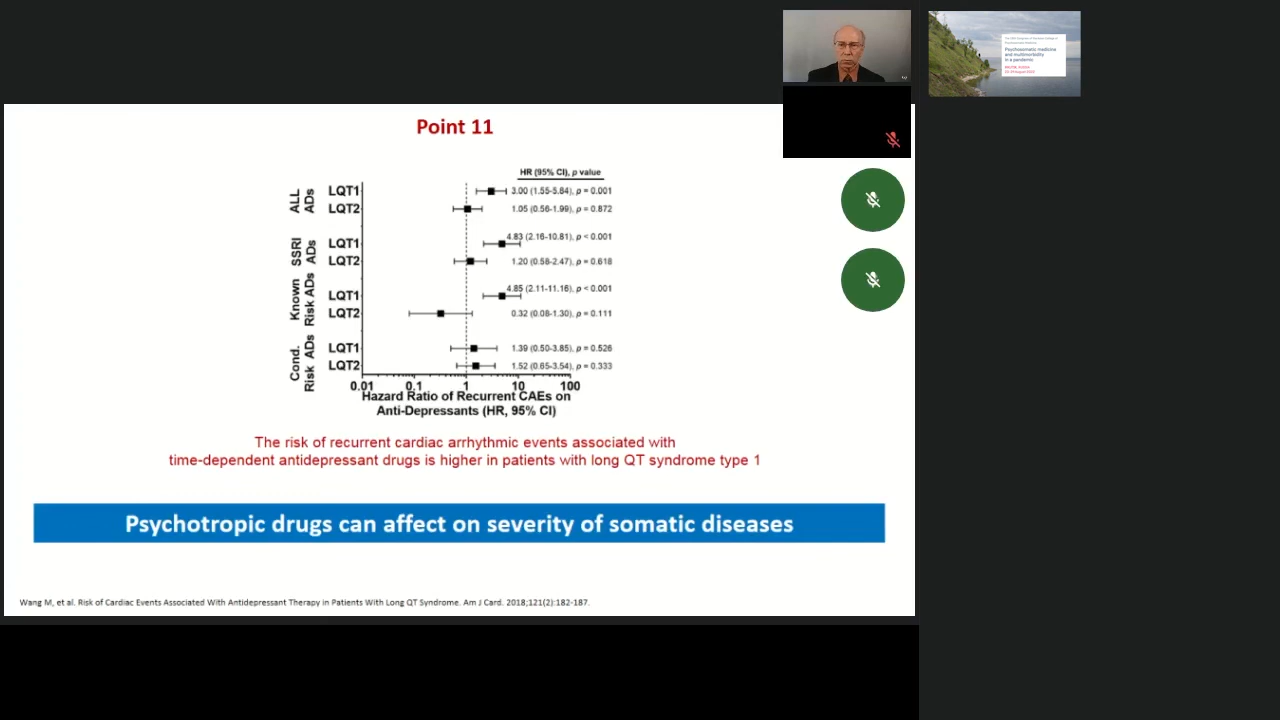 Point 11
HR (95% CI), p value
ALL ADs
LQT1 3.00 (1.55-5.84), p = 0.001
LQT2 1.05 (0.56-1.99), p = 0.872
SSRI ADs
LQT1 4.83 (2.16-10.81), p < 0.001
LQT2 1.20 (0.58-2.47), p = 0.618
Known Risk ADs
LQT1 4.85 (2.11-11.16), p < 0.001
LQT2 0.32 (0.08-1.30), p = 0.111
Cond. Risk ADs
LQT1 1.39 (0.50-3.85), p = 0.526
LQT2 1.52 (0.65-3.54), p = 0.333
0.01 0.1 1 10 100
Hazard Ratio of Recurrent CAEs on
Anti-Depressants (HR, 95% CI)
The risk of recurrent cardiac arrhythmic events associated with
time-dependent antidepressant drugs is higher in patients with long QT syndrome type 1
Psychotropic drugs can affect on severity of somatic diseases
Wang M, et al. Risk of Cardiac Events Associated With Antidepressant Therapy in Patients With Long QT Syndrome. Am J Card. 2018;121(2):182-187.
Psychosomatic medicine
and multimorbidity
in a pandemic